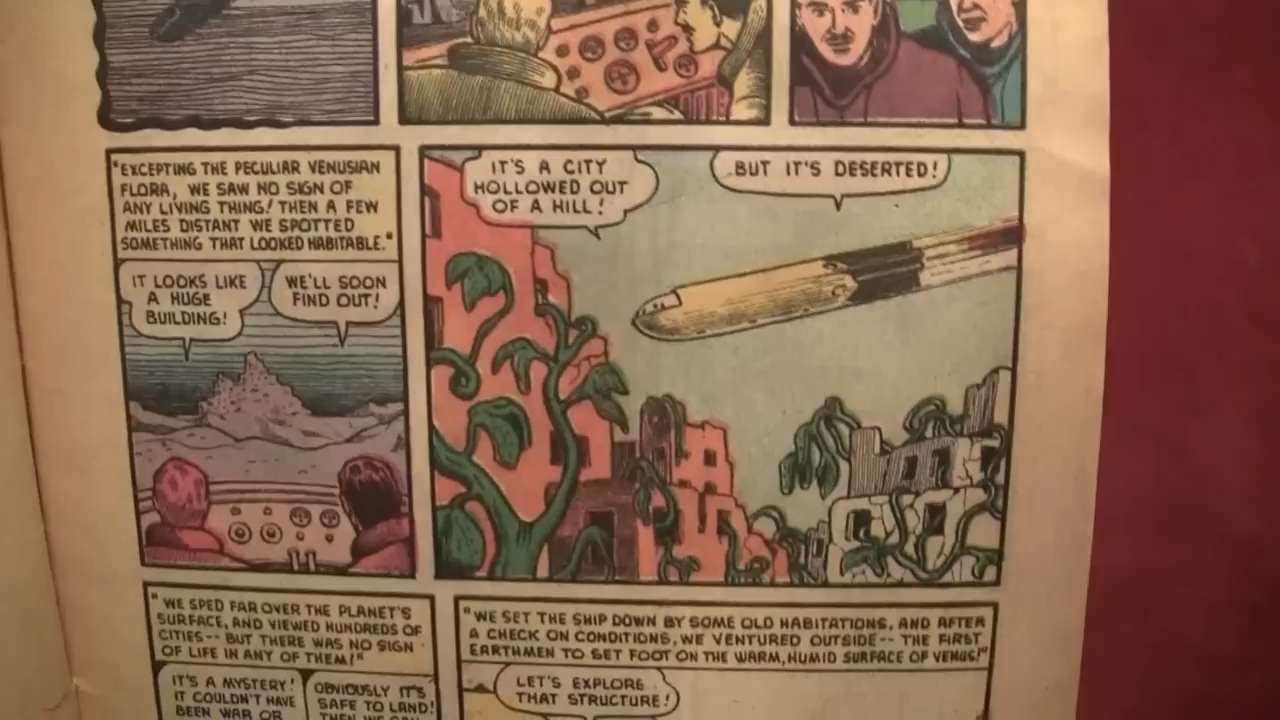 "EXCEPTING THE PECULIAR VENUSIAN
FLORA, WE SAW NO SIGN OF
ANY LIVING THING! THEN A FEW
MILES DISTANT WE SPOTTED
SOMETHING THAT LOOKED HABITABLE."
IT LOOKS LIKE
A HUGE
BUILDING!
WE'LL SOON
FIND OUT!
IT'S A CITY
HOLLOWED OUT
OF A HILL!
BUT IT'S DESERTED!
"WE SPED FAR OVER THE PLANET'S
SURFACE, AND VIEWED HUNDREDS OF
CITIES-- BUT THERE WAS NO SIGN
OF LIFE IN ANY OF THEM!"
IT'S A MYSTERY!
IT COULDN'T HAVE
BEEN WAR OR
OBVIOUSLY IT'S
SAFE TO LAND!
THEN WE CAN
"WE SET THE SHIP DOWN BY SOME OLD HABITATIONS, AND AFTER
A CHECK ON CONDITIONS, WE VENTURED OUTSIDE-- THE FIRST
EARTHMEN TO SET FOOT ON THE WARM, HUMID SURFACE OF VENUS!"
LET'S EXPLORE
THAT STRUCTURE!